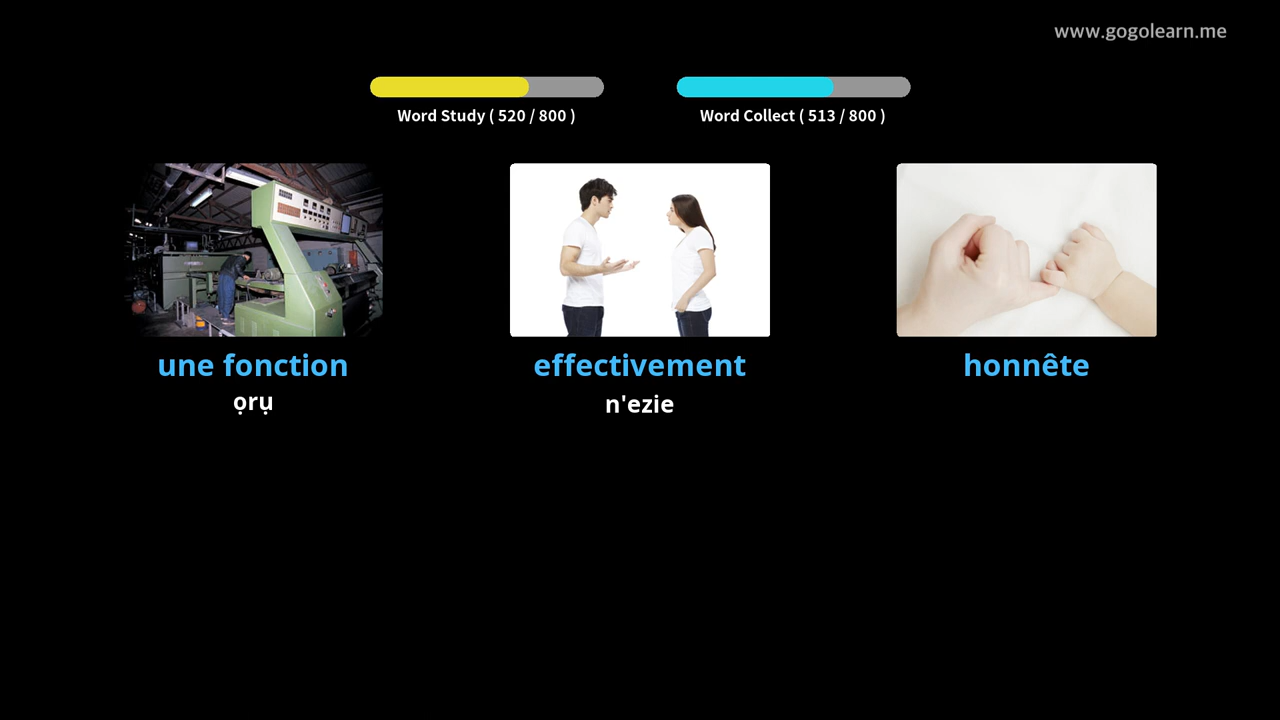 www.gogolearn.me
Word Study ( 520 / 800 )
Word Collect ( 513 / 800 )
une fonction
ọrụ
effectivement
n'ezie
honnête